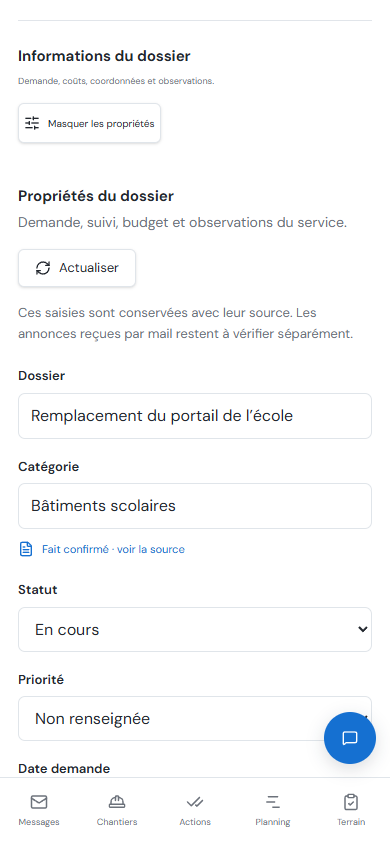 Informations du dossier
Demande, coûts, coordonnées et observations.
Masquer les propriétés
Propriétés du dossier
Demande, suivi, budget et observations du service.
Actualiser
Ces saisies sont conservées avec leur source. Les
annonces reçues par mail restent à vérifier séparément.
Dossier
Remplacement du portail de l’école
Catégorie
Bâtiments scolaires
Fait confirmé · voir la source
Statut
En cours
Priorité
Non renseignée
Date demande
Messages
Chantiers
Actions
Planning
Terrain